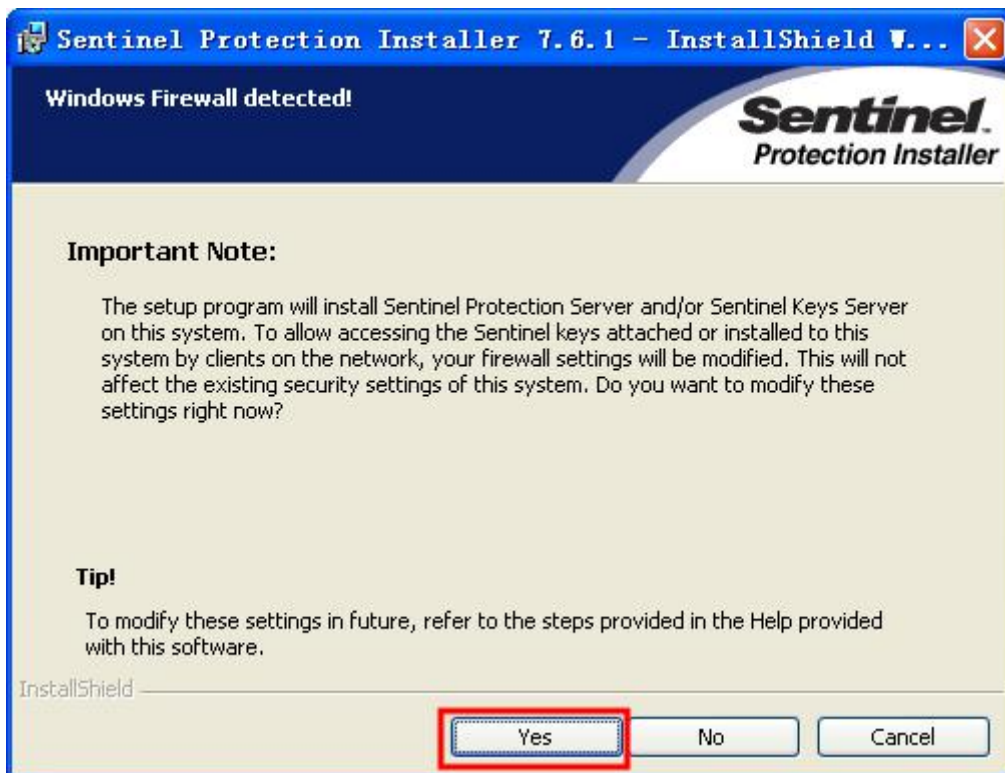 Sentinel Protection Installer 7.6.1 - InstallShield W...
Windows Firewall detected!
Sentinel.
Protection Installer
Important Note:
The setup program will install Sentinel Protection Server and/or Sentinel Keys Server
on this system. To allow accessing the Sentinel keys attached or installed to this
system by clients on the network, your firewall settings will be modified. This will not
affect the existing security settings of this system. Do you want to modify these
settings right now?
Tip!
To modify these settings in future, refer to the steps provided in the Help provided
with this software.
InstallShield
Yes No Cancel